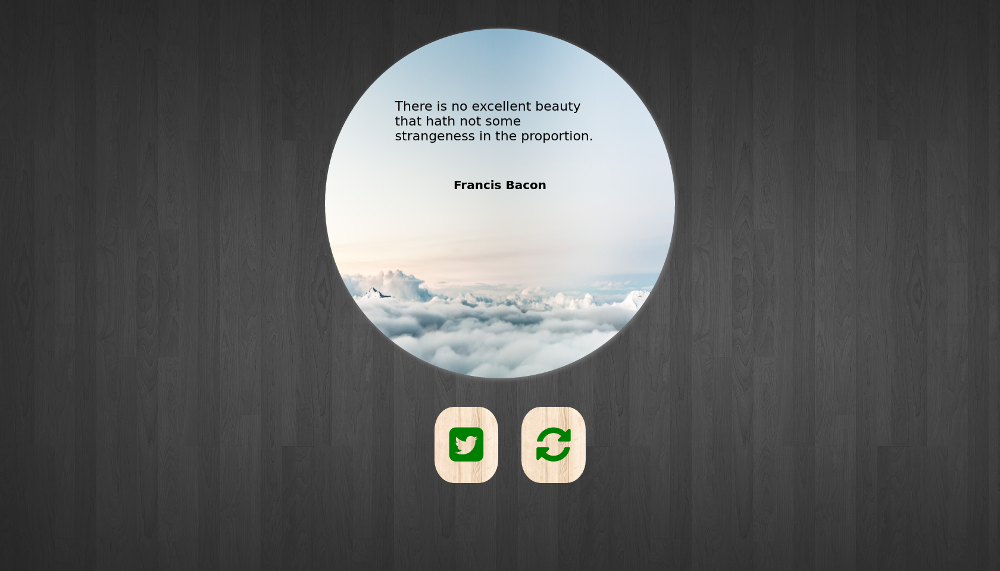 There is no excellent beauty
that hath not some
strangeness in the proportion.
Francis Bacon